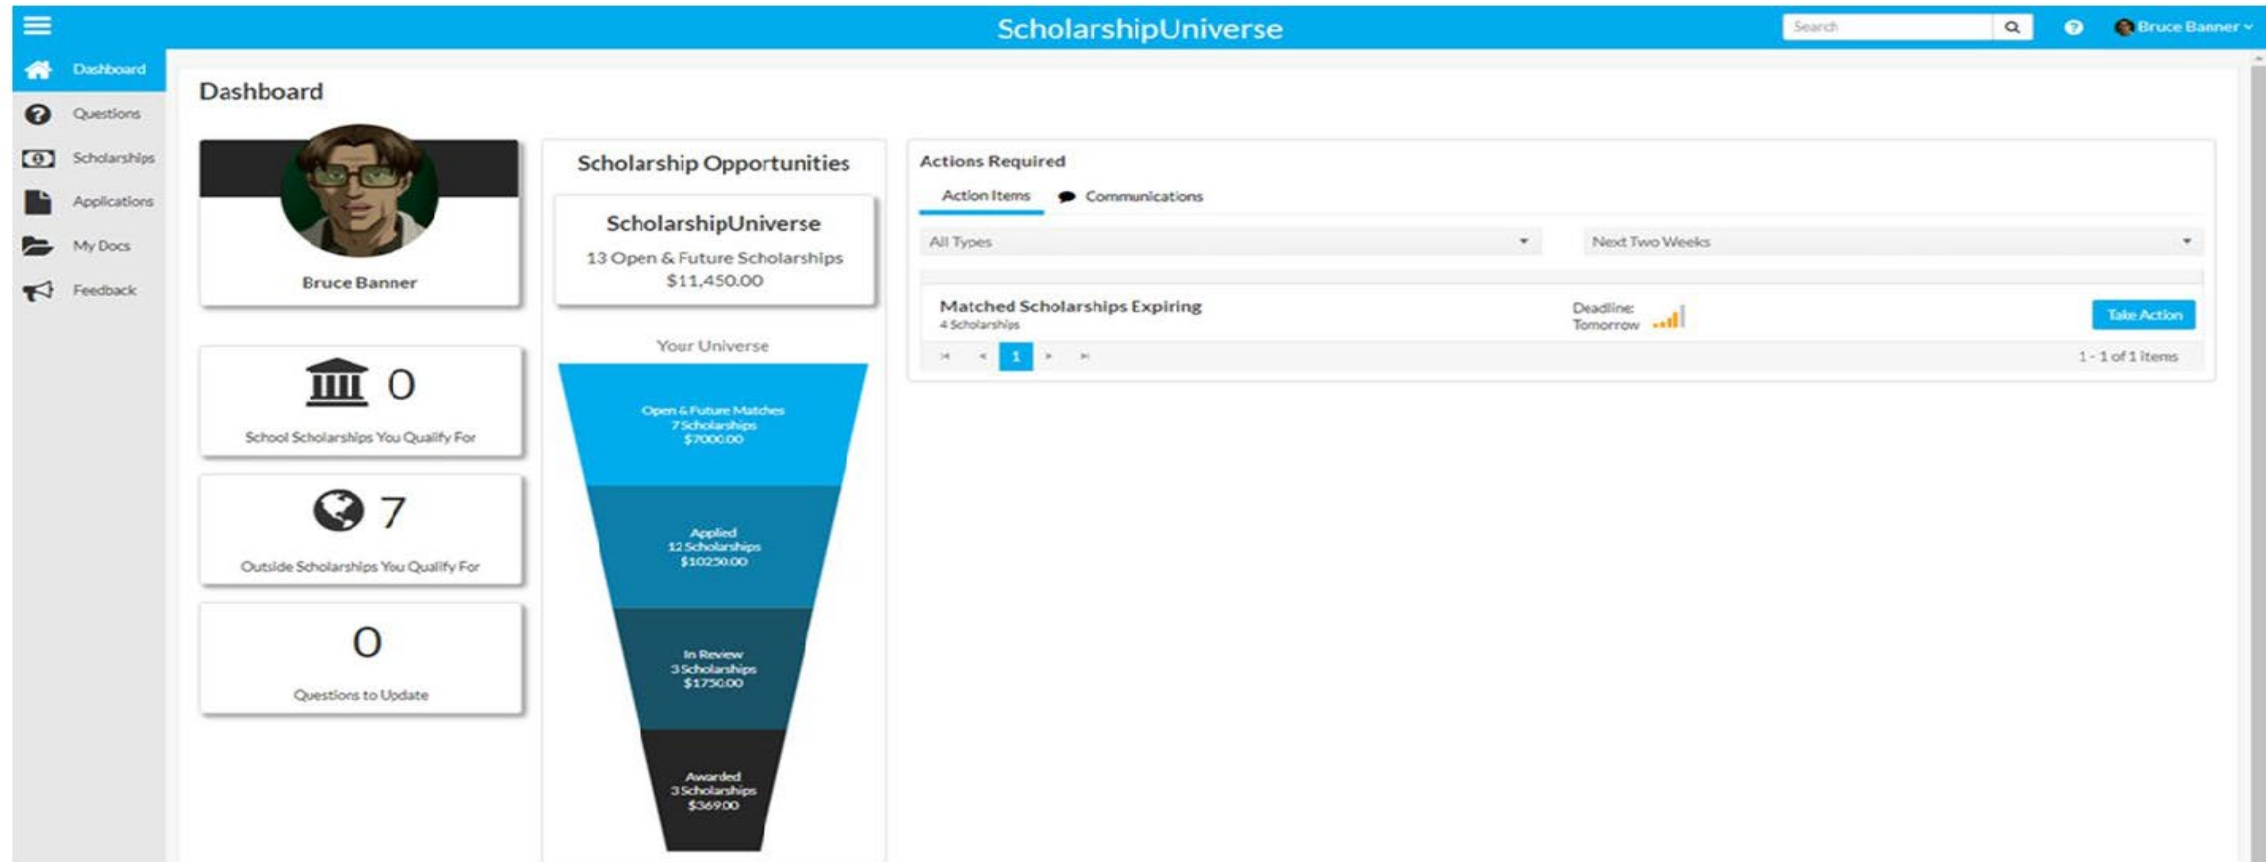 ScholarshipUniverse
Search
Bruce Banner
Dashboard
Questions
Scholarships
Applications
My Docs
Feedback
Dashboard
Bruce Banner
0
School Scholarships You Qualify For
7
Outside Scholarships You Qualify For
0
Questions to Update
Scholarship Opportunities
ScholarshipUniverse
13 Open & Future Scholarships
$11,450.00
Your Universe
Open & Future Matches
7 Scholarships
$7000.00
Applied
12 Scholarships
$10250.00
In Review
3 Scholarships
$1750.00
Awarded
3 Scholarships
$369.00
Actions Required
Action Items Communications
All Types Next Two Weeks
Matched Scholarships Expiring
4 Scholarships
Deadline:
Tomorrow
Take Action
1
1 - 1 of 1 items